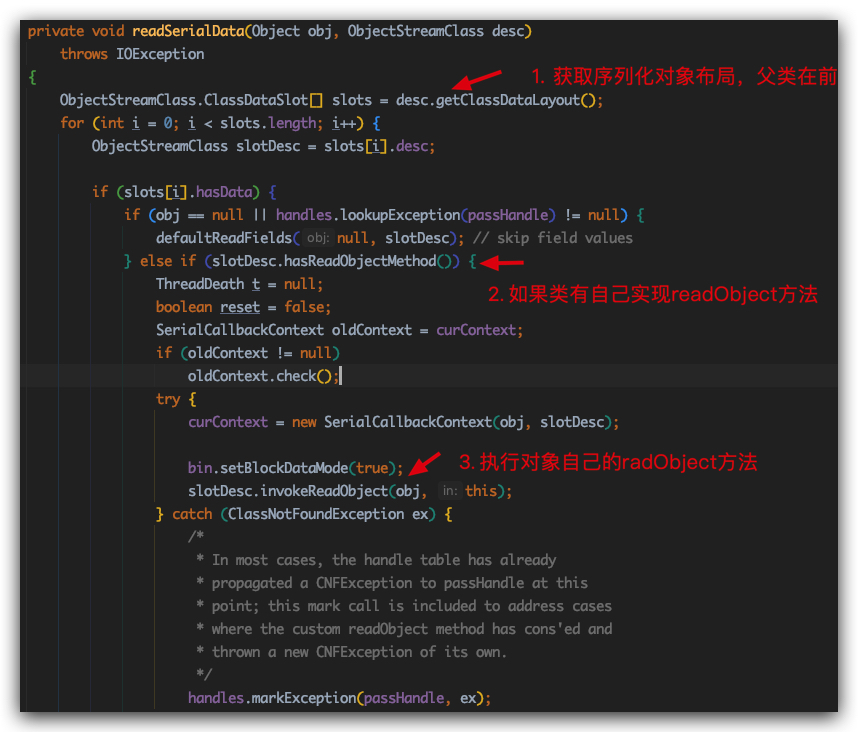 private void readSerialData(Object obj, ObjectStreamClass desc)
throws IOException
{
1. 获取序列化对象布局，父类在前
ObjectStreamClass.ClassDataSlot[] slots = desc.getClassDataLayout();
for (int i = 0; i < slots.length; i++) {
ObjectStreamClass slotDesc = slots[i].desc;
if (slots[i].hasData) {
if (obj == null || handles.lookupException(passHandle) != null) {
defaultReadFields( obj: null, slotDesc); // skip field values
} else if (slotDesc.hasReadObjectMethod()) {
ThreadDeath t = null;
2. 如果类有自己实现readObject方法
boolean reset = false;
SerialCallbackContext oldContext = curContext;
if (oldContext != null)
oldContext.check();
try {
curContext = new SerialCallbackContext(obj, slotDesc);
3. 执行对象自己的radObject方法
bin.setBlockDataMode(true);
slotDesc.invokeReadObject(obj, in: this);
} catch (ClassNotFoundException ex) {
/*
* In most cases, the handle table has already
* propagated a CNFException to passHandle at this
* point; this mark call is included to address cases
* where the custom readObject method has cons'ed and
* thrown a new CNFException of its own.
*/
handles.markException(passHandle, ex);